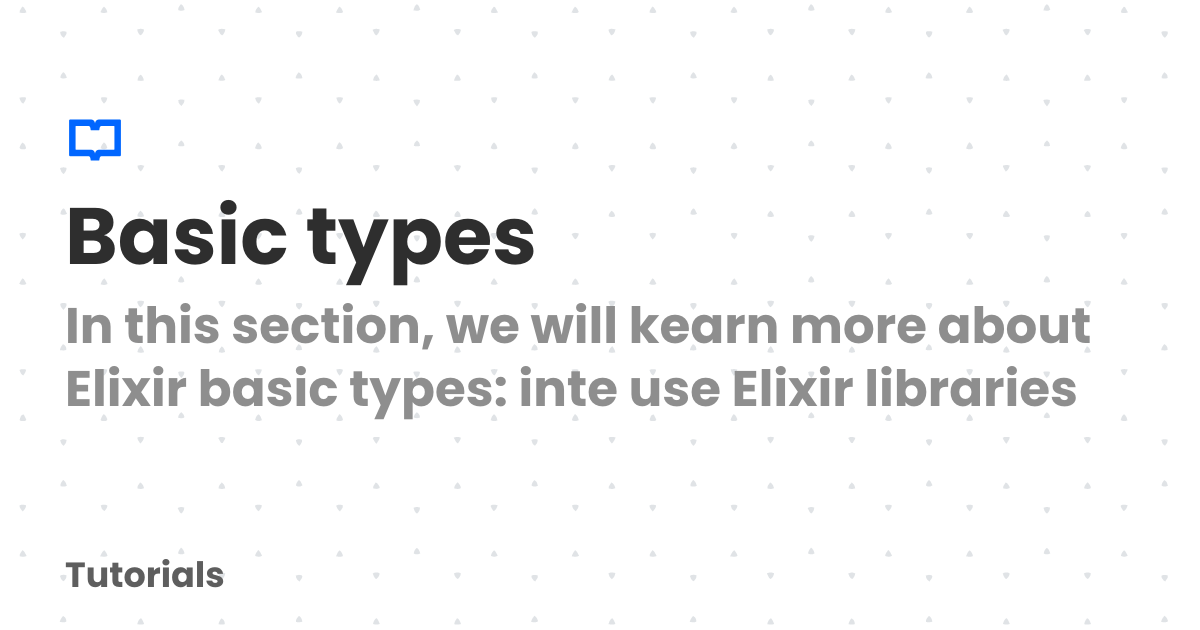 Basic types
In this section, we will kearn more about
Elixir basic types: inte use Elixir libraries
Tutorials